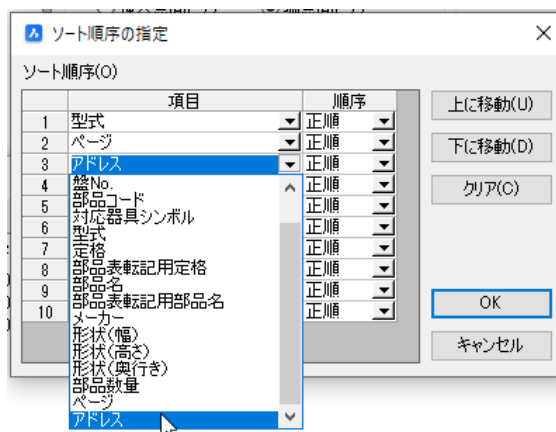 ソート順序の指定
ソート順序(O)
項目 順序
1 型式 正順
2 ページ 正順
3 アドレス 正順
4 正順
5 正順
6 正順
7 正順
8 正順
9 正順
10 正順
盤No.
部品コード
対応器具シンボル
型式
定格
部品表転記用定格
部品名
部品表転記用部品名
メーカー
形状(幅)
形状(高さ)
形状(奥行き)
部品数量
ページ
アドレス
上に移動(U)
下に移動(D)
クリア(C)
OK
キャンセル